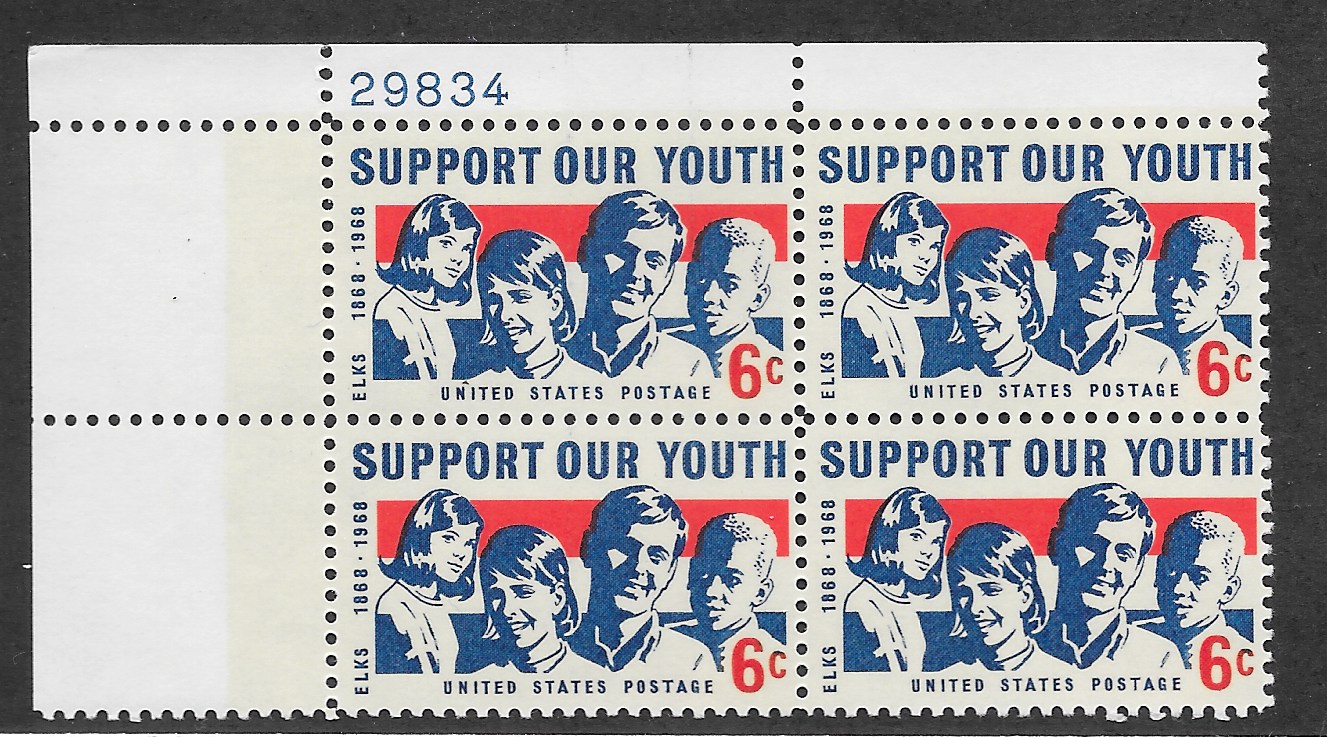 29834
SUPPORT OUR YOUTH
ELKS 1868 · 1968
6c
UNITED STATES POSTAGE
SUPPORT OUR YOUTH
ELKS 1868 · 1968
6c
UNITED STATES POSTAGE
SUPPORT OUR YOUTH
ELKS 1868 · 1968
6c
UNITED STATES POSTAGE
SUPPORT OUR YOUTH
ELKS 1868 · 1968
6c
UNITED STATES POSTAGE